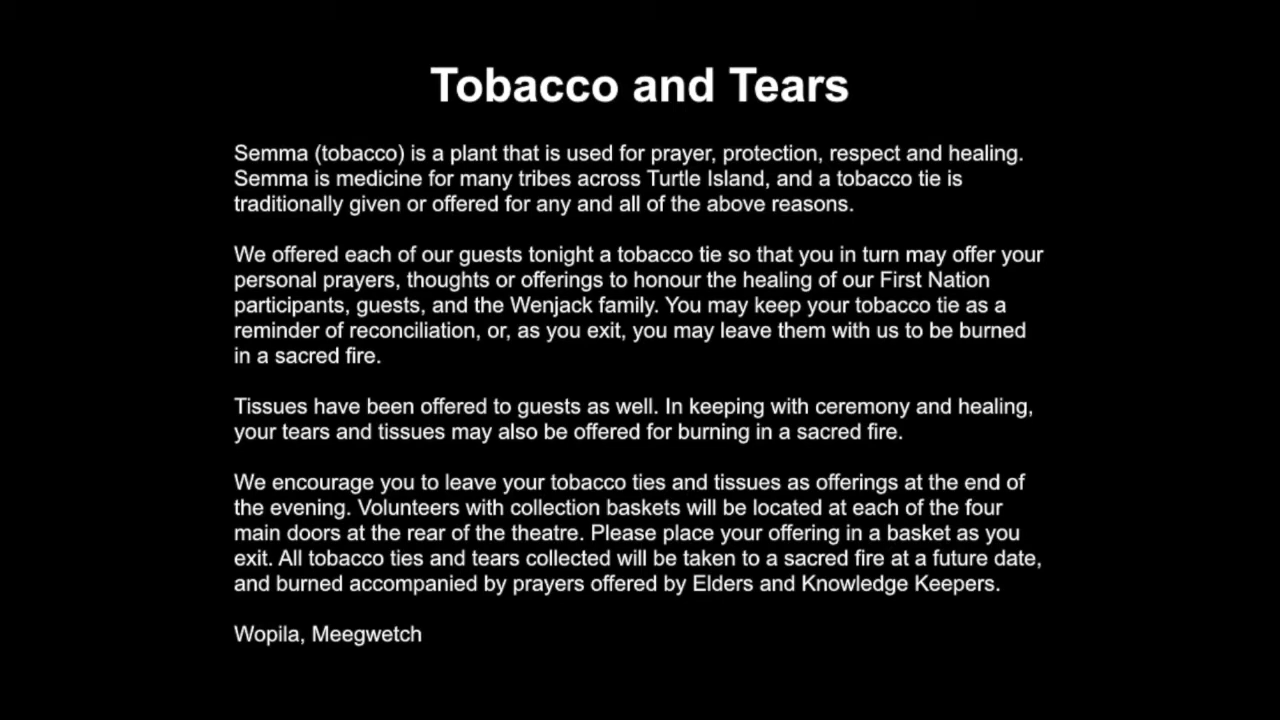 Tobacco and Tears
Semma (tobacco) is a plant that is used for prayer, protection, respect and healing.
Semma is medicine for many tribes across Turtle Island, and a tobacco tie is
traditionally given or offered for any and all of the above reasons.
We offered each of our guests tonight a tobacco tie so that you in turn may offer your
personal prayers, thoughts or offerings to honour the healing of our First Nation
participants, guests, and the Wenjack family. You may keep your tobacco tie as a
reminder of reconciliation, or, as you exit, you may leave them with us to be burned
in a sacred fire.
Tissues have been offered to guests as well. In keeping with ceremony and healing,
your tears and tissues may also be offered for burning in a sacred fire.
We encourage you to leave your tobacco ties and tissues as offerings at the end of
the evening. Volunteers with collection baskets will be located at each of the four
main doors at the rear of the theatre. Please place your offering in a basket as you
exit. All tobacco ties and tears collected will be taken to a sacred fire at a future date,
and burned accompanied by prayers offered by Elders and Knowledge Keepers.
Wopila, Meegwetch